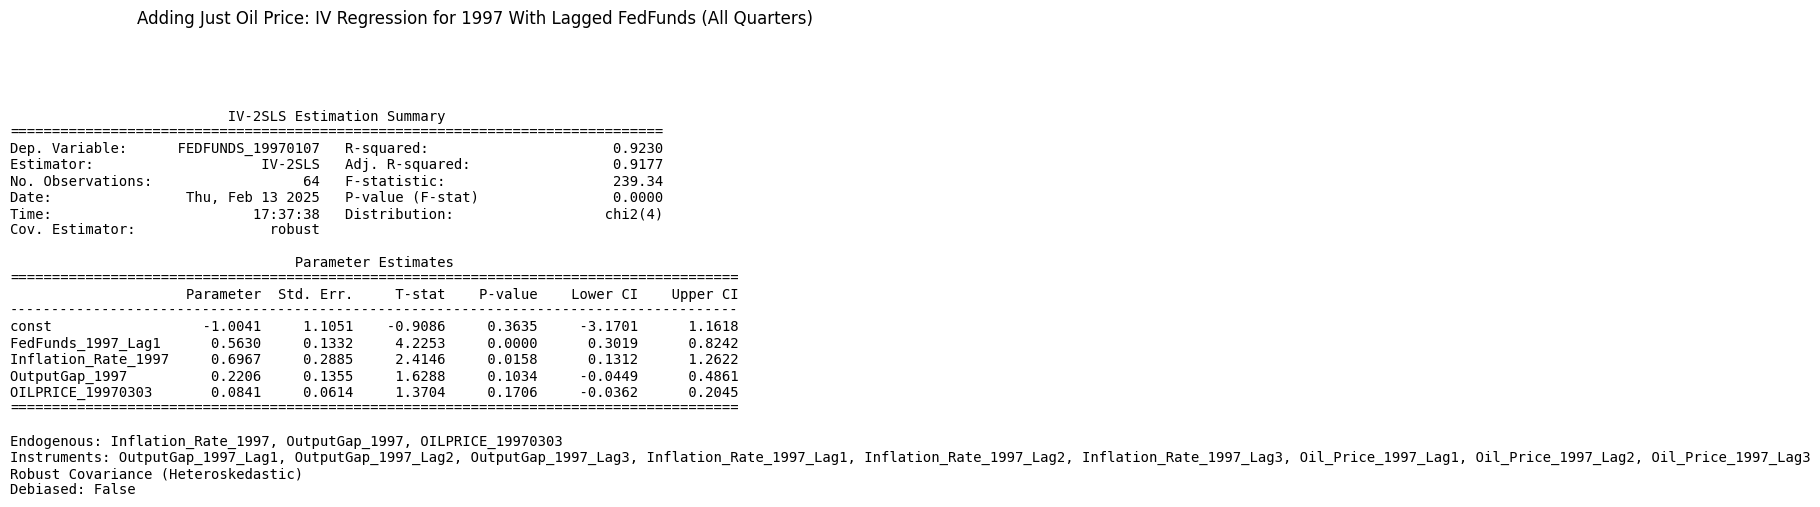 Adding Just Oil Price: IV Regression for 1997 With Lagged FedFunds (All Quarters)
                          IV-2SLS Estimation Summary
==============================================================================
Dep. Variable:      FEDFUNDS_19970107   R-squared:                      0.9230
Estimator:                    IV-2SLS   Adj. R-squared:                 0.9177
No. Observations:                  64   F-statistic:                    239.34
Date:                Thu, Feb 13 2025   P-value (F-stat)                0.0000
Time:                        17:37:38   Distribution:                  chi2(4)
Cov. Estimator:                robust
                                  Parameter Estimates
=======================================================================================
                     Parameter  Std. Err.     T-stat    P-value    Lower CI    Upper CI
---------------------------------------------------------------------------------------
const                  -1.0041     1.1051    -0.9086     0.3635     -3.1701      1.1618
FedFunds_1997_Lag1      0.5630     0.1332     4.2253     0.0000      0.3019      0.8242
Inflation_Rate_1997     0.6967     0.2885     2.4146     0.0158      0.1312      1.2622
OutputGap_1997          0.2206     0.1355     1.6288     0.1034     -0.0449      0.4861
OILPRICE_19970303       0.0841     0.0614     1.3704     0.1706     -0.0362      0.2045
=======================================================================================
Endogenous: Inflation_Rate_1997, OutputGap_1997, OILPRICE_19970303
Instruments: OutputGap_1997_Lag1, OutputGap_1997_Lag2, OutputGap_1997_Lag3, Inflation_Rate_1997_Lag1, Inflation_Rate_1997_Lag2, Inflation_Rate_1997_Lag3, Oil_Price_1997_Lag1, Oil_Price_1997_Lag2, Oil_Price_1997_Lag3
Robust Covariance (Heteroskedastic)
Debiased: False